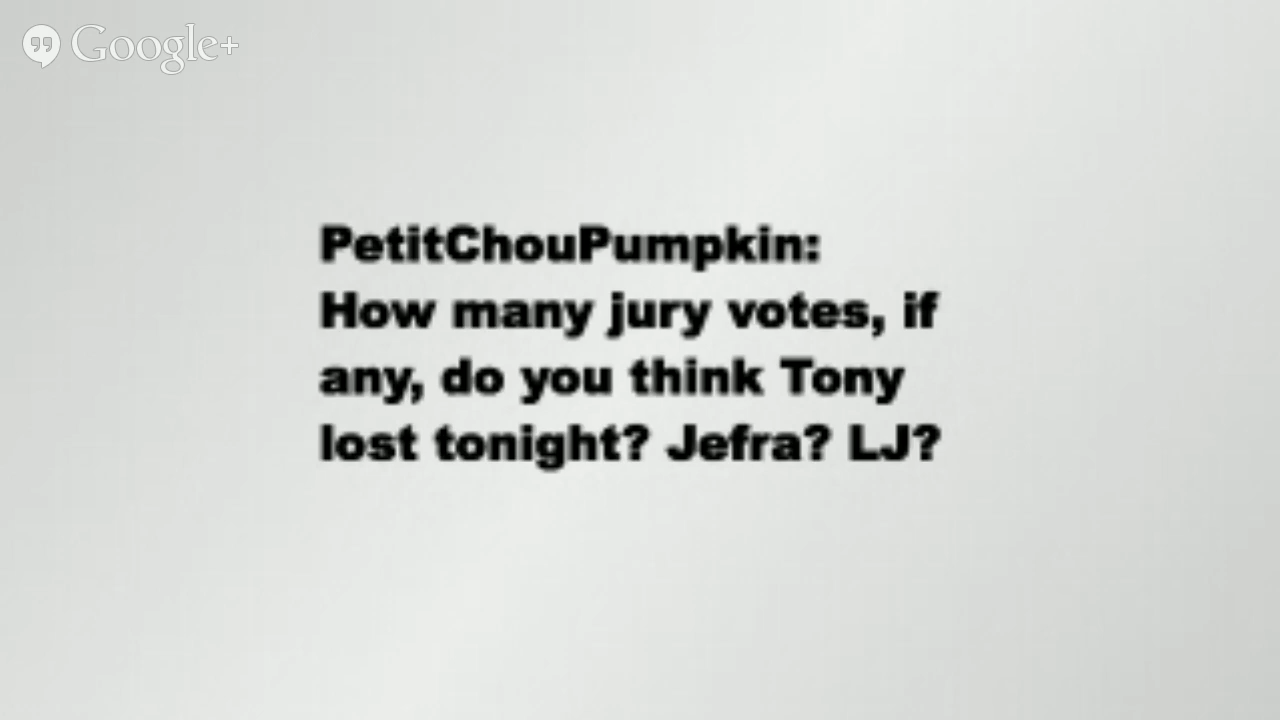 Google+
PetitChouPumpkin:
How many jury votes, if
any, do you think Tony
lost tonight? Jefra? LJ?